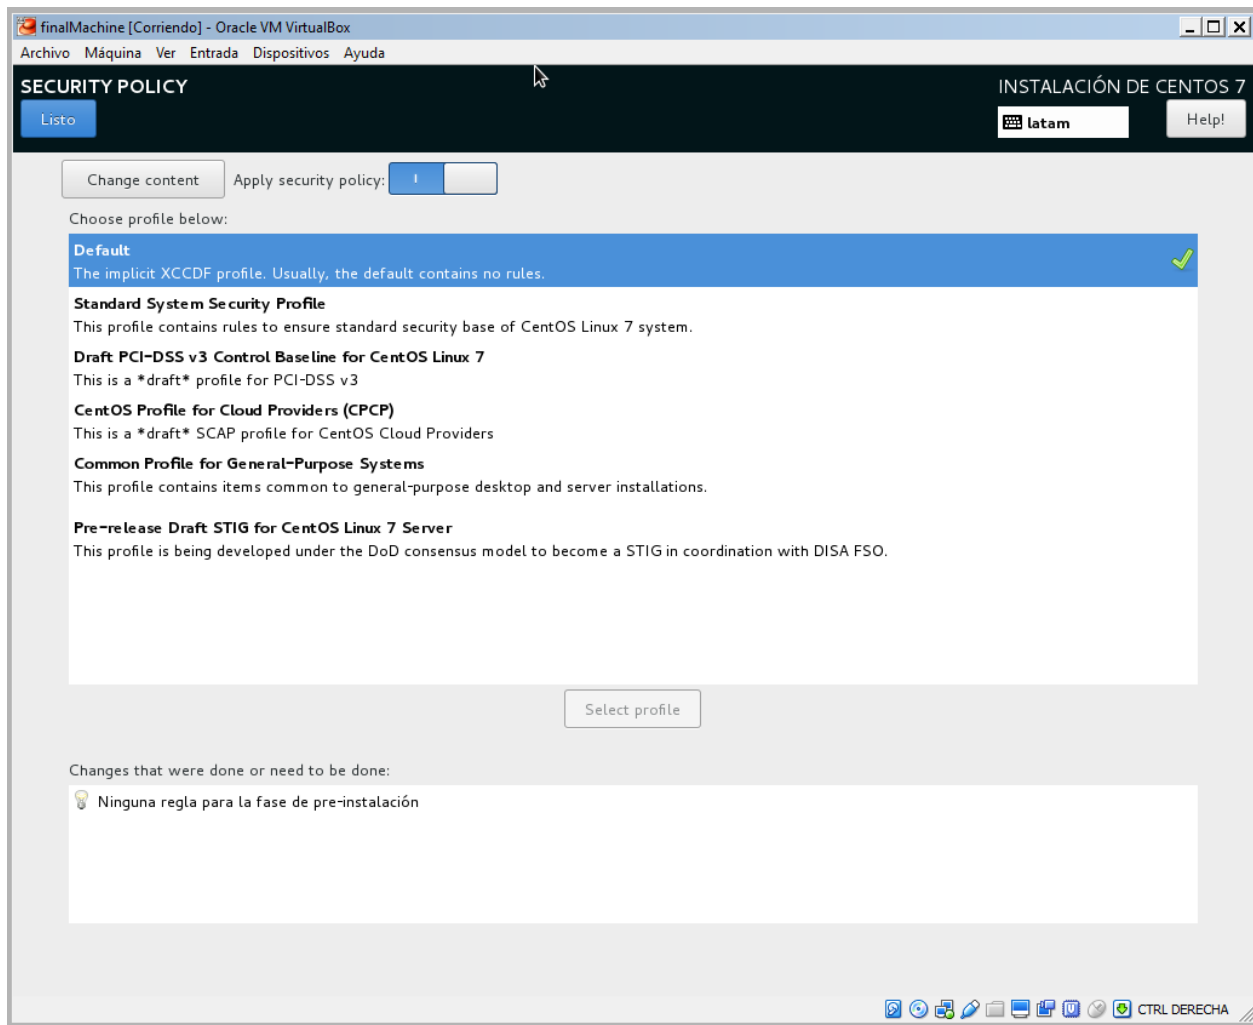 finalMachine [Corriendo] - Oracle VM VirtualBox
Archivo Máquina Ver Entrada Dispositivos Ayuda
SECURITY POLICY
INSTALACIÓN DE CENTOS 7
Listo
latam
Help!
Change content
Apply security policy:
Choose profile below:
Default
The implicit XCCDF profile. Usually, the default contains no rules.
Standard System Security Profile
This profile contains rules to ensure standard security base of CentOS Linux 7 system.
Draft PCI-DSS v3 Control Baseline for CentOS Linux 7
This is a *draft* profile for PCI-DSS v3
CentOS Profile for Cloud Providers (CPCP)
This is a *draft* SCAP profile for CentOS Cloud Providers
Common Profile for General-Purpose Systems
This profile contains items common to general-purpose desktop and server installations.
Pre-release Draft STIG for CentOS Linux 7 Server
This profile is being developed under the DoD consensus model to become a STIG in coordination with DISA FSO.
Select profile
Changes that were done or need to be done:
Ninguna regla para la fase de pre-instalación
CTRL DERECHA